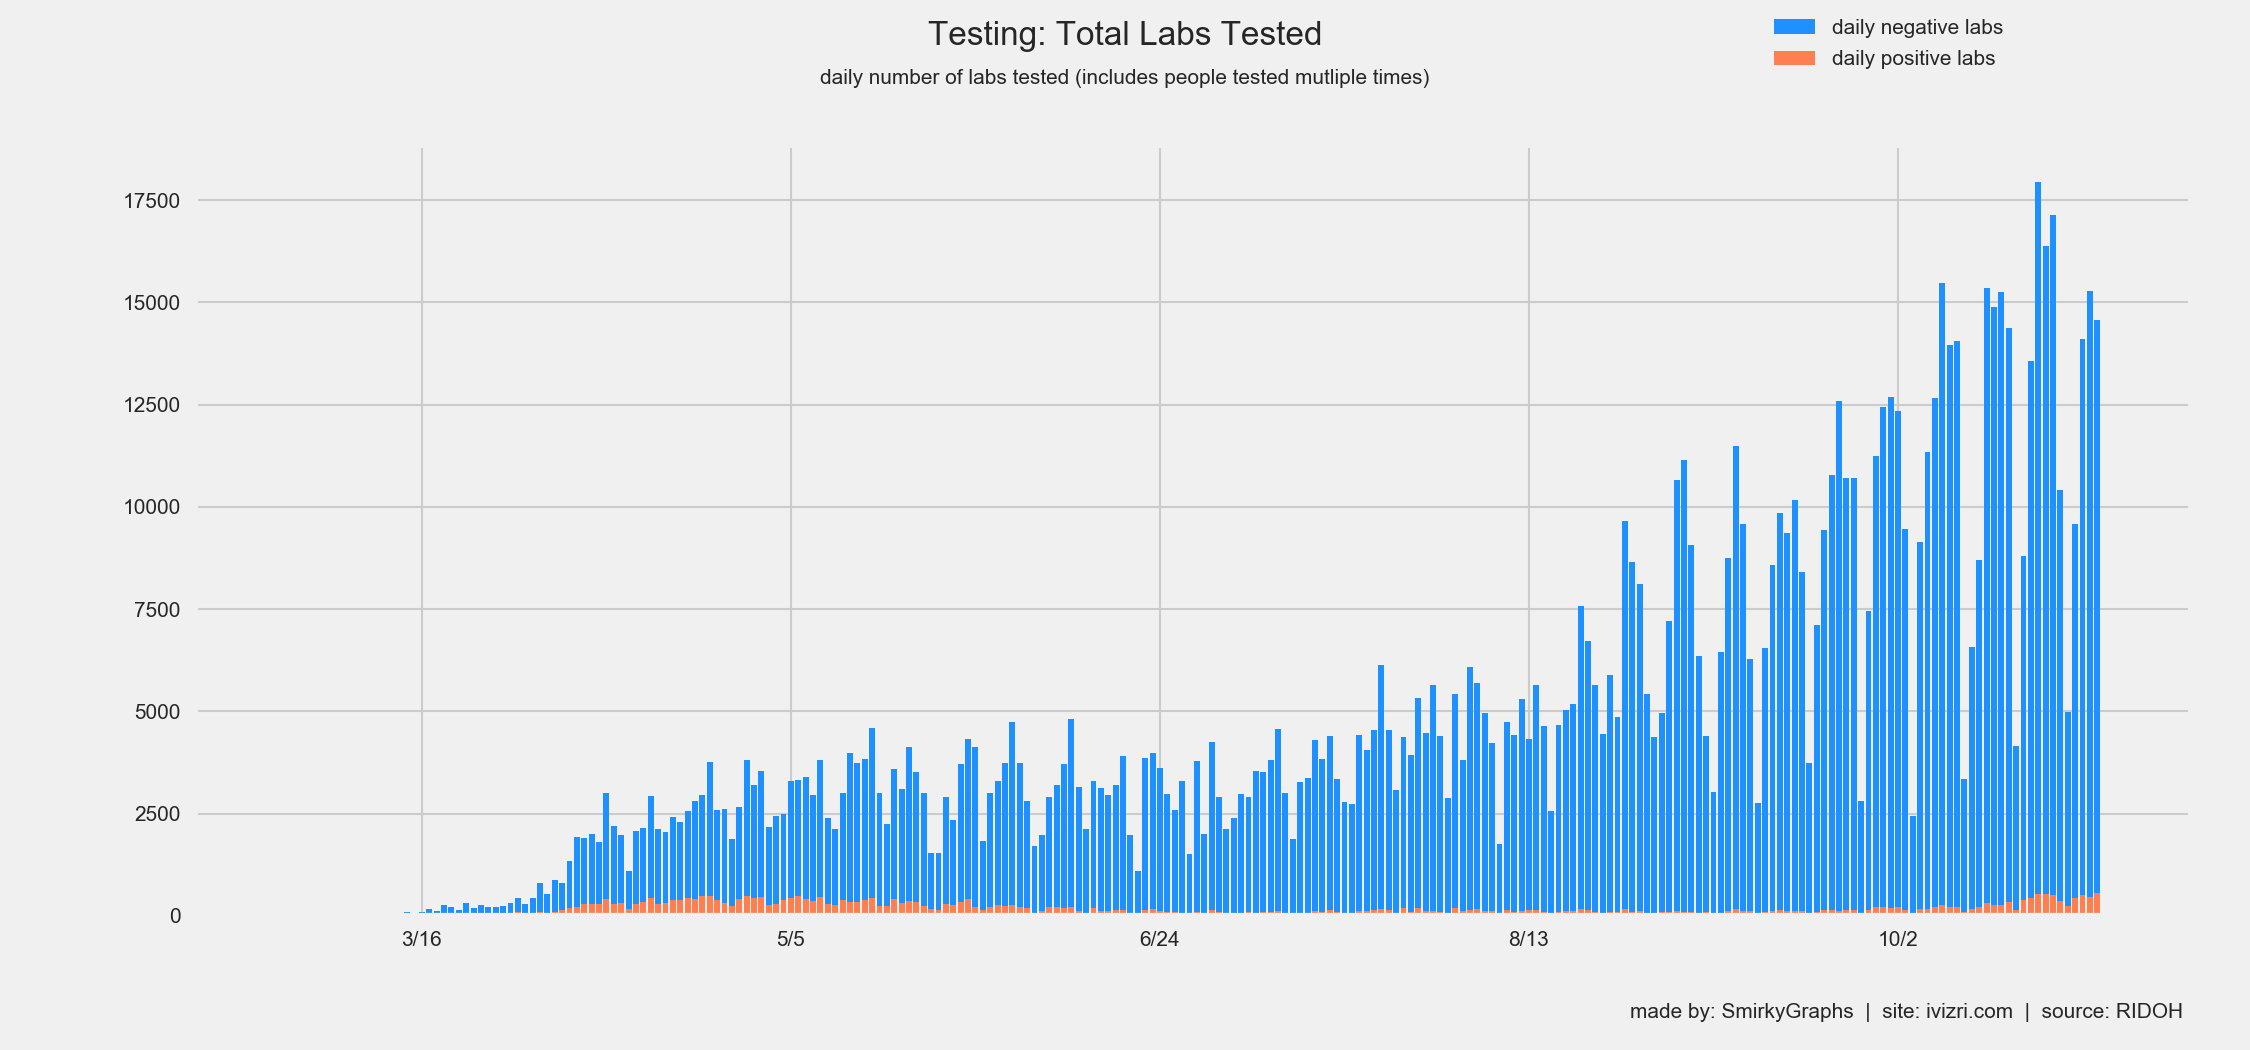 Testing: Total Labs Tested
daily number of labs tested (includes people tested mutliple times)
daily negative labs
daily positive labs
17500
15000
12500
10000
7500
5000
2500
0
3/16 5/5 6/24 8/13 10/2
made by: SmirkyGraphs | site: ivizri.com | source: RIDOH